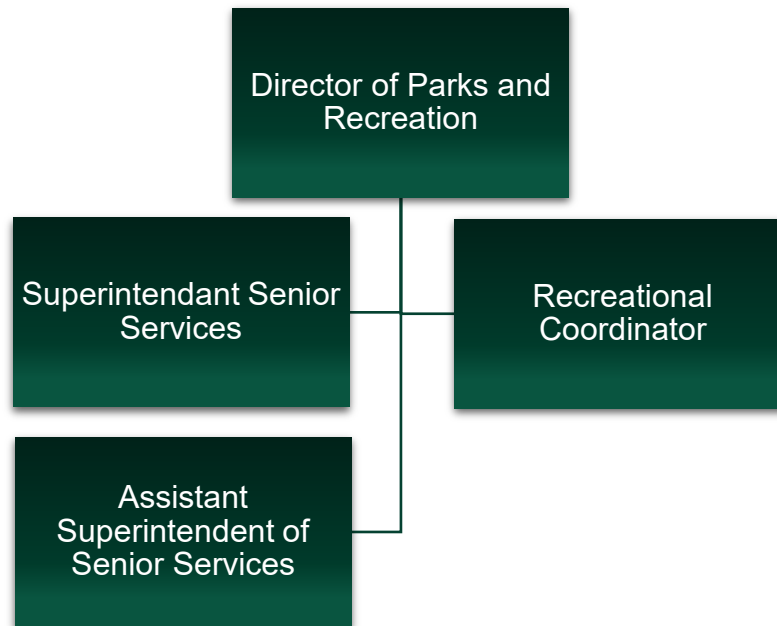 Director of Parks and
Recreation
Superintendant Senior
Services
Recreational
Coordinator
Assistant
Superintendent of
Senior Services